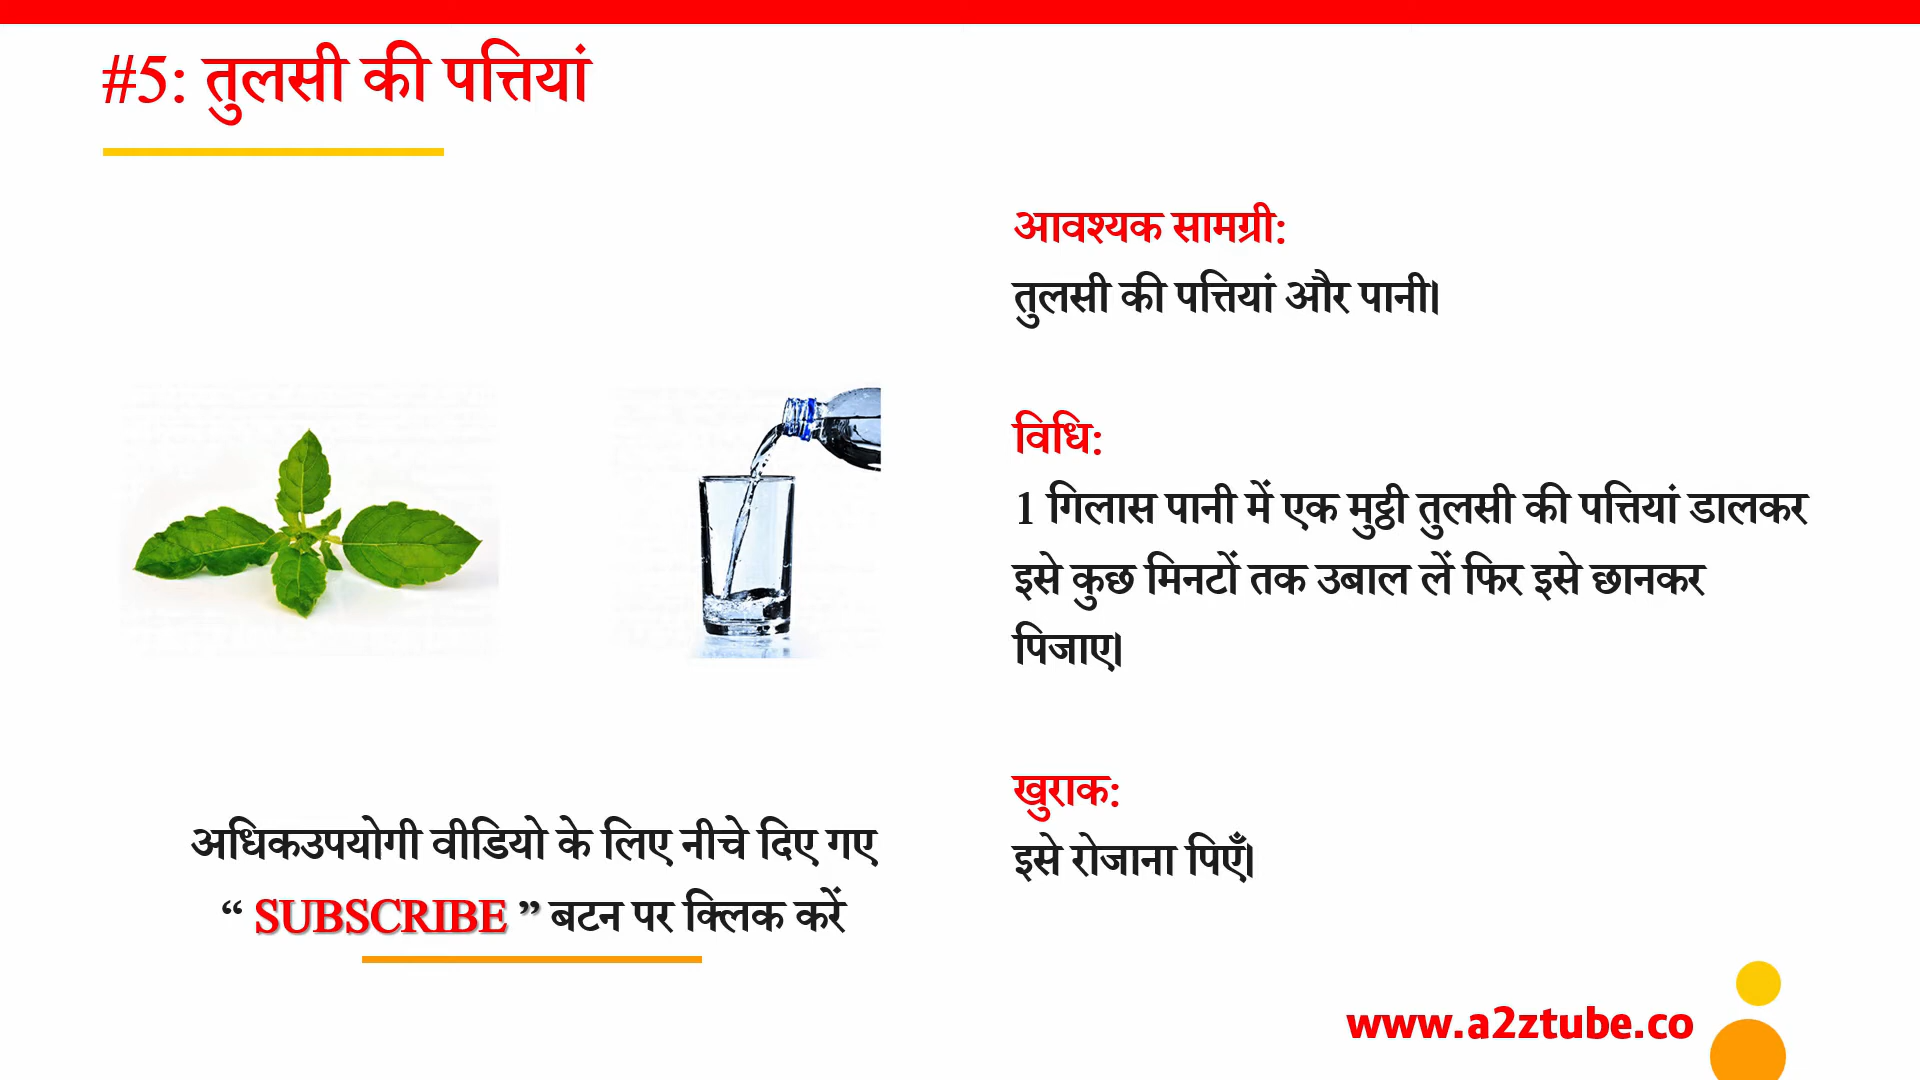 #5: तुलसी की पत्तियां
आवश्यक सामग्री:
तुलसी की पत्तियां और पानी।
विधि:
1 गिलास पानी में एक मुट्ठी तुलसी की पत्तियां डालकर
इसे कुछ मिनटों तक उबाल लें फिर इसे छानकर
पिजाए।
खुराक:
इसे रोजाना पिएँ।
अधिकउपयोगी वीडियो के लिए नीचे दिए गए
“ SUBSCRIBE ” बटन पर क्लिक करें
www.a2ztube.co